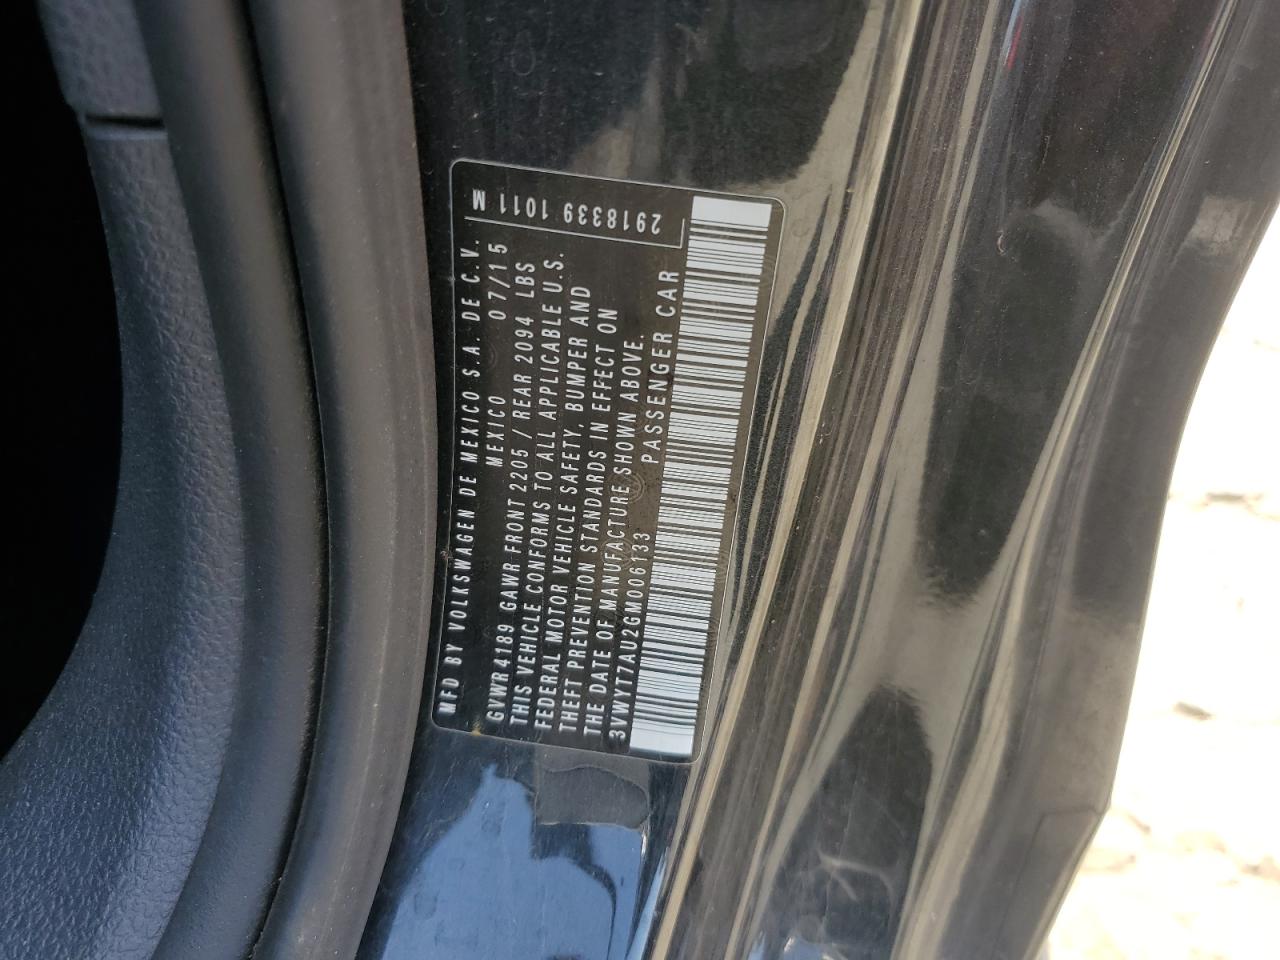 MFD BY VOLKSWAGEN DE MEXICO S.A. DE C.V.
MEXICO 07/15
GVWR 4189 GAWR FRONT 2205 / REAR 2094 LBS
THIS VEHICLE CONFORMS TO ALL APPLICABLE U.S.
FEDERAL MOTOR VEHICLE SAFETY, BUMPER AND
THEFT PREVENTION STANDARDS IN EFFECT ON
THE DATE OF MANUFACTURE SHOWN ABOVE.
3VWYT7AU2GM006133 PASSENGER CAR
2918339 1011 M